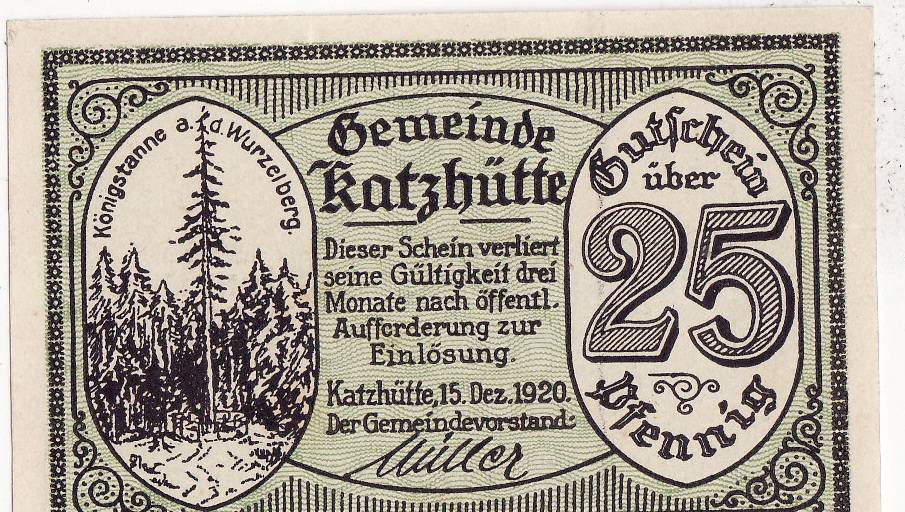 Königstanne a. d. Wurzelberg.
Gemeinde
Katzhütte
Dieser Schein verliert
seine Gültigkeit drei
Monate nach öffentl.
Aufforderung zur
Einlösung.
Katzhütte, 15. Dez. 1920.
Der Gemeindevorstand:
Müller
Gutschein
über
25
Pfennig